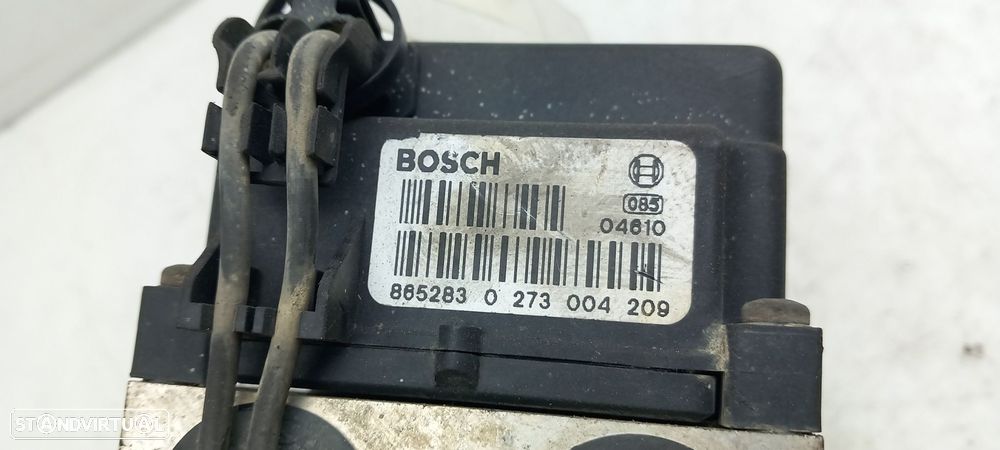 BOSCH
085
04610
865283 0 273 004 209
STANDVIRTUAL